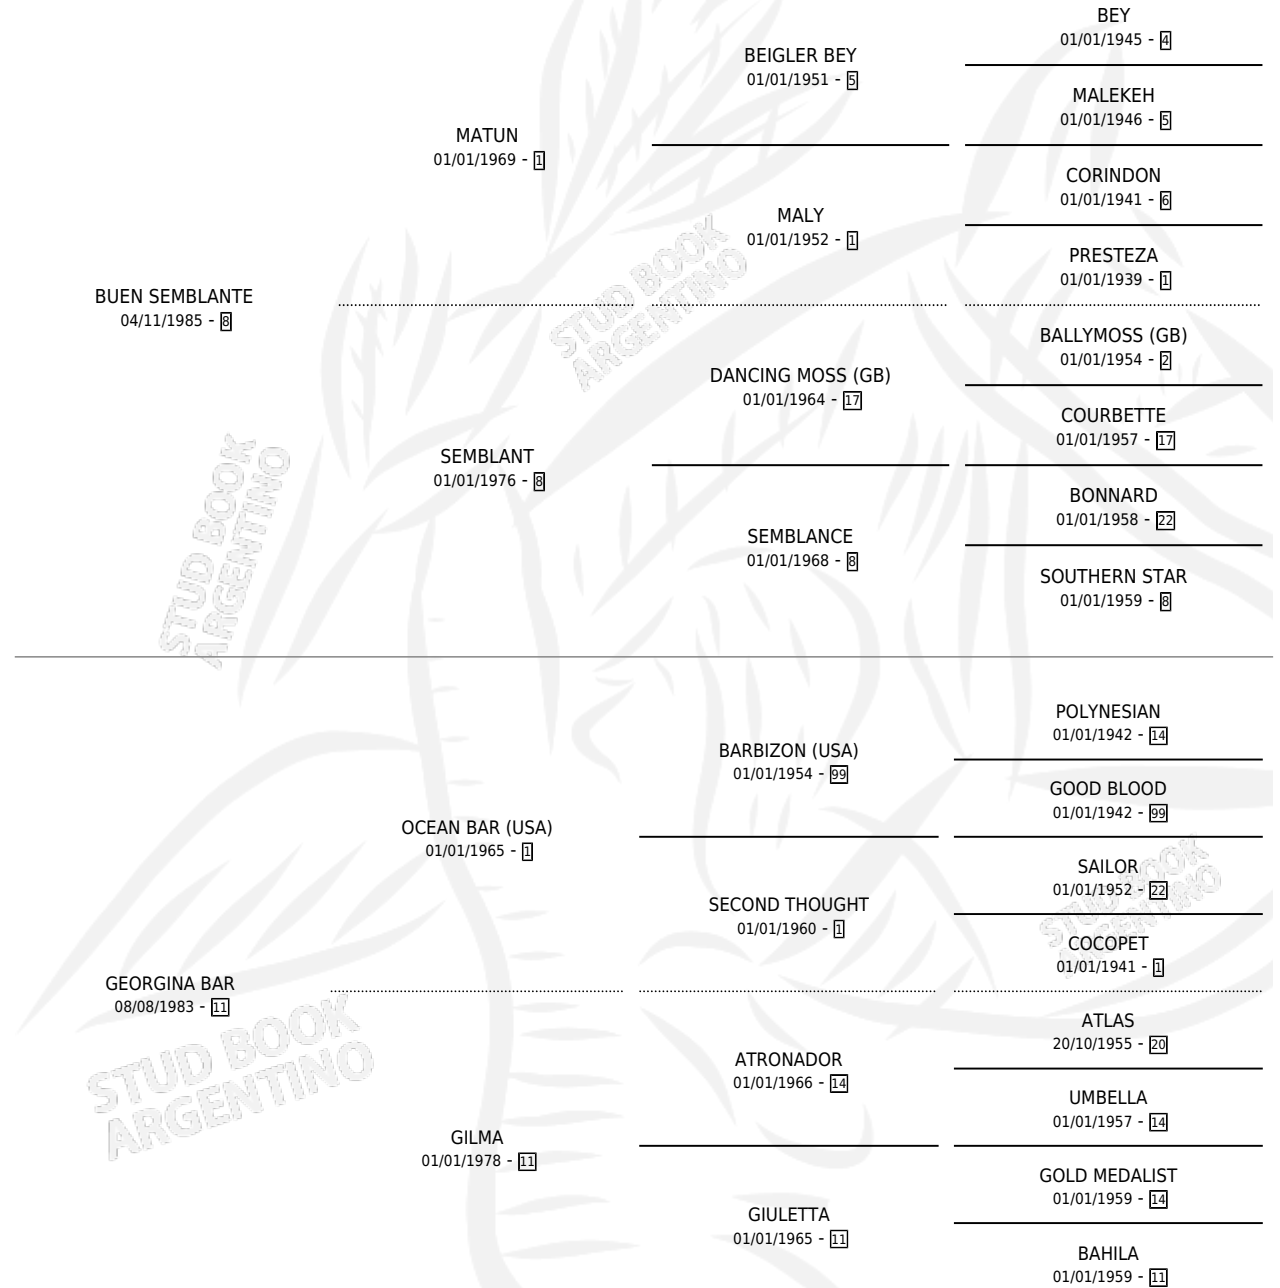 BEY
01/01/1945 - 4
BEIGLER BEY
01/01/1951 - 5
MALEKEH
01/01/1946 - 5
MATUN
01/01/1969 - 1
CORINDON
01/01/1941 - 6
MALY
01/01/1952 - 1
PRESTEZA
01/01/1939 - 1
BUEN SEMBLANTE
04/11/1985 - 8
STUD BOOK
ARGENTINO
BALLYMOSS (GB)
01/01/1954 - 2
DANCING MOSS (GB)
01/01/1964 - 17
COURBETTE
01/01/1957 - 17
SEMBLANT
01/01/1976 - 8
BONNARD
01/01/1958 - 22
SEMBLANCE
01/01/1968 - 8
SOUTHERN STAR
01/01/1959 - 8
STUD BOOK
ARGENTINO
POLYNESIAN
01/01/1942 - 14
BARBIZON (USA)
01/01/1954 - 99
GOOD BLOOD
01/01/1942 - 99
OCEAN BAR (USA)
01/01/1965 - 1
SAILOR
01/01/1952 - 22
SECOND THOUGHT
01/01/1960 - 1
STUD BOOK
ARGENTINO
COCOPET
01/01/1941 - 1
GEORGINA BAR
08/08/1983 - 11
ATLAS
20/10/1955 - 20
ATRONADOR
01/01/1966 - 14
STUD BOOK
ARGENTINO
UMBELLA
01/01/1957 - 14
GILMA
01/01/1978 - 11
GOLD MEDALIST
01/01/1959 - 14
GIULETTA
01/01/1965 - 11
BAHILA
01/01/1959 - 11